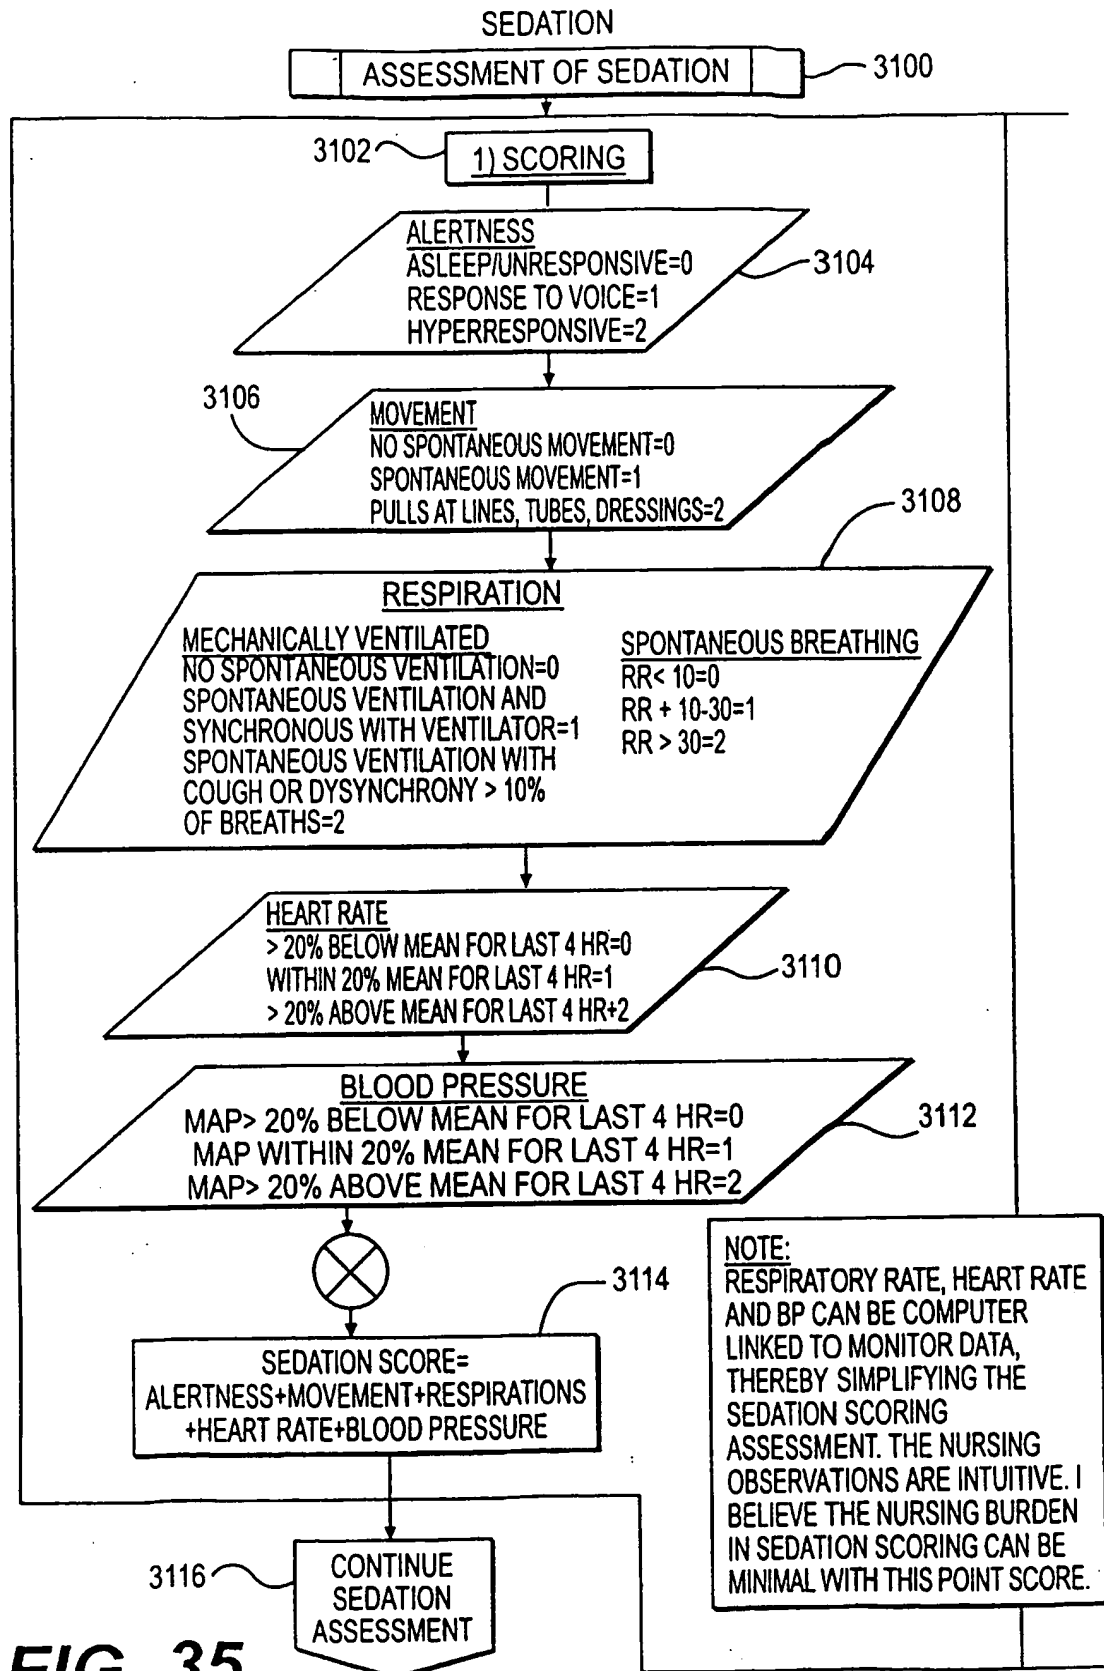 SEDATION
ASSESSMENT OF SEDATION
3100
3102
1) SCORING
ALERTNESS
ASLEEP/UNRESPONSIVE=0
RESPONSE TO VOICE=1
HYPERRESPONSIVE=2
3104
3106
MOVEMENT
NO SPONTANEOUS MOVEMENT=0
SPONTANEOUS MOVEMENT=1
PULLS AT LINES, TUBES, DRESSINGS=2
3108
RESPIRATION
MECHANICALLY VENTILATED
NO SPONTANEOUS VENTILATION=0
SPONTANEOUS VENTILATION AND
SYNCHRONOUS WITH VENTILATOR=1
SPONTANEOUS VENTILATION WITH
COUGH OR DYSYNCHRONY > 10%
OF BREATHS=2
SPONTANEOUS BREATHING
RR< 10=0
RR + 10-30=1
RR > 30=2
HEART RATE
> 20% BELOW MEAN FOR LAST 4 HR=0
WITHIN 20% MEAN FOR LAST 4 HR=1
> 20% ABOVE MEAN FOR LAST 4 HR+2
3110
BLOOD PRESSURE
MAP> 20% BELOW MEAN FOR LAST 4 HR=0
MAP WITHIN 20% MEAN FOR LAST 4 HR=1
MAP> 20% ABOVE MEAN FOR LAST 4 HR=2
3112
3114
SEDATION SCORE=
ALERTNESS+MOVEMENT+RESPIRATIONS
+HEART RATE+BLOOD PRESSURE
NOTE:
RESPIRATORY RATE, HEART RATE
AND BP CAN BE COMPUTER
LINKED TO MONITOR DATA,
THEREBY SIMPLIFYING THE
SEDATION SCORING
ASSESSMENT. THE NURSING
OBSERVATIONS ARE INTUITIVE. I
BELIEVE THE NURSING BURDEN
IN SEDATION SCORING CAN BE
MINIMAL WITH THIS POINT SCORE.
3116
CONTINUE
SEDATION
ASSESSMENT
FIG. 35